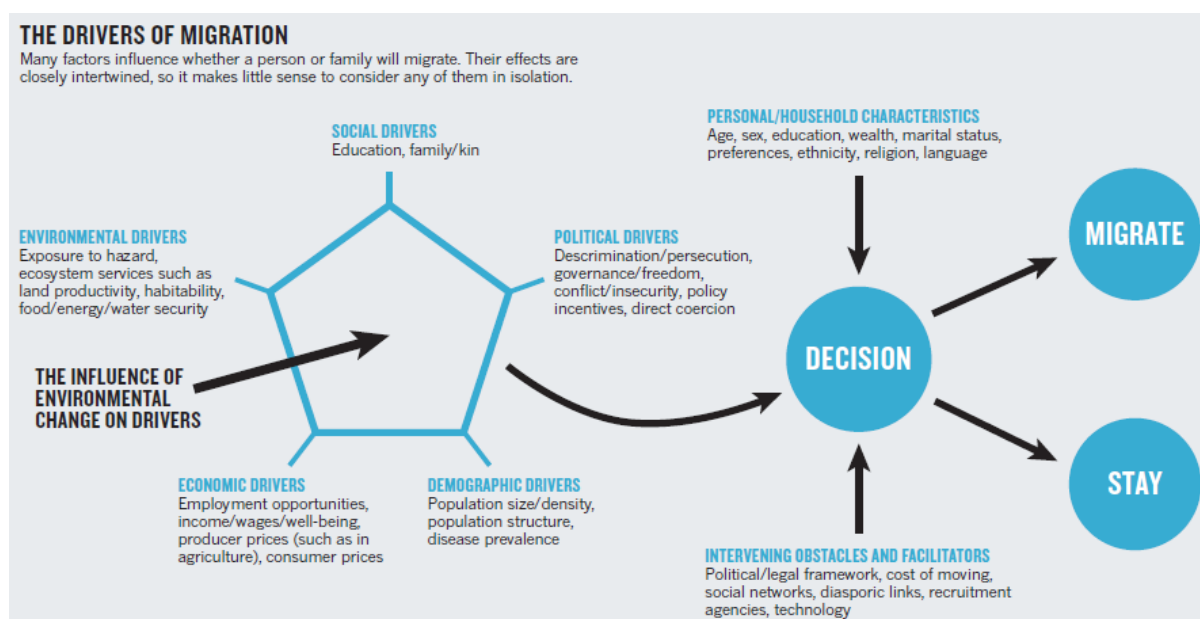 THE DRIVERS OF MIGRATION
Many factors influence whether a person or family will migrate. Their effects are
closely intertwined, so it makes little sense to consider any of them in isolation.
SOCIAL DRIVERS
Education, family/kin
PERSONAL/HOUSEHOLD CHARACTERISTICS
Age, sex, education, wealth, marital status,
preferences, ethnicity, religion, language
ENVIRONMENTAL DRIVERS
Exposure to hazard,
ecosystem services such as
land productivity, habitability,
food/energy/water security
POLITICAL DRIVERS
Descrimination/persecution,
governance/freedom,
conflict/insecurity, policy
incentives, direct coercion
MIGRATE
DECISION
THE INFLUENCE OF
ENVIRONMENTAL
CHANGE ON DRIVERS
STAY
ECONOMIC DRIVERS
Employment opportunities,
income/wages/well-being,
producer prices (such as in
agriculture), consumer prices
DEMOGRAPHIC DRIVERS
Population size/density,
population structure,
disease prevalence
INTERVENING OBSTACLES AND FACILITATORS
Political/legal framework, cost of moving,
social networks, diasporic links, recruitment
agencies, technology